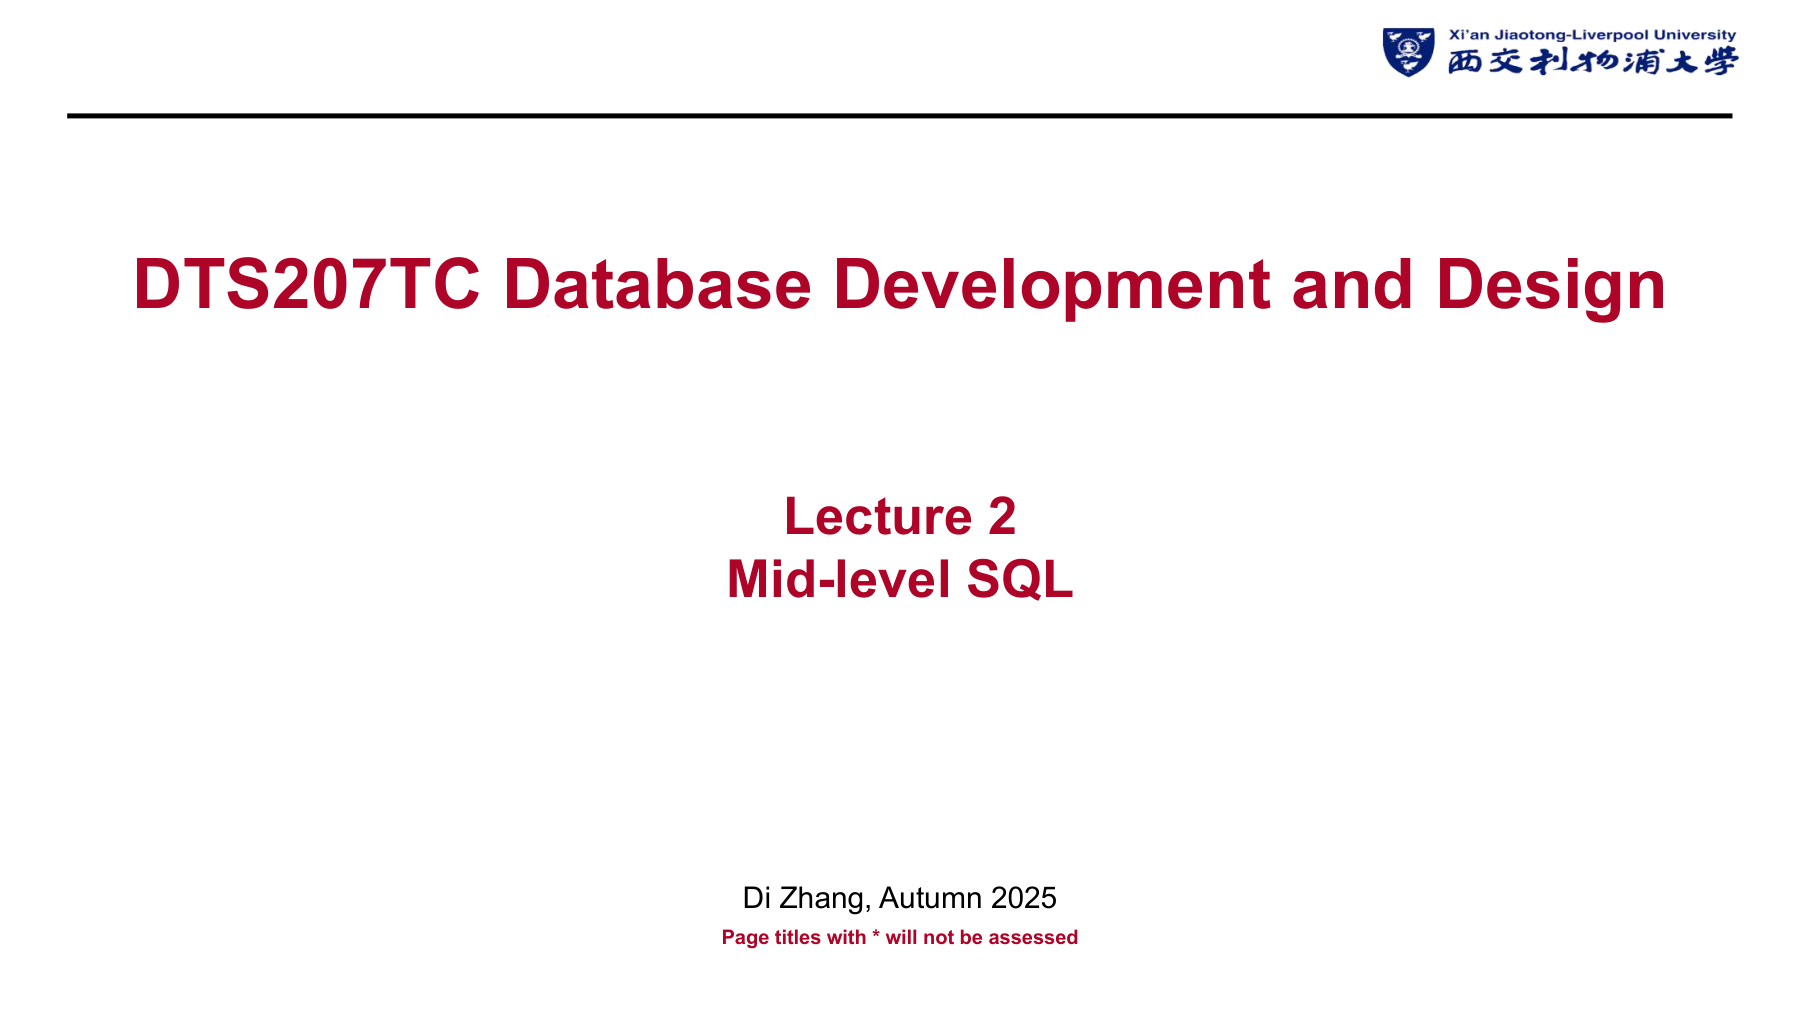 Xi'an Jiaotong-Liverpool University
西交利物浦大學
DTS207TC Database Development and Design
Lecture 2
Mid-level SQL
Di Zhang, Autumn 2025
Page titles with * will not be assessed